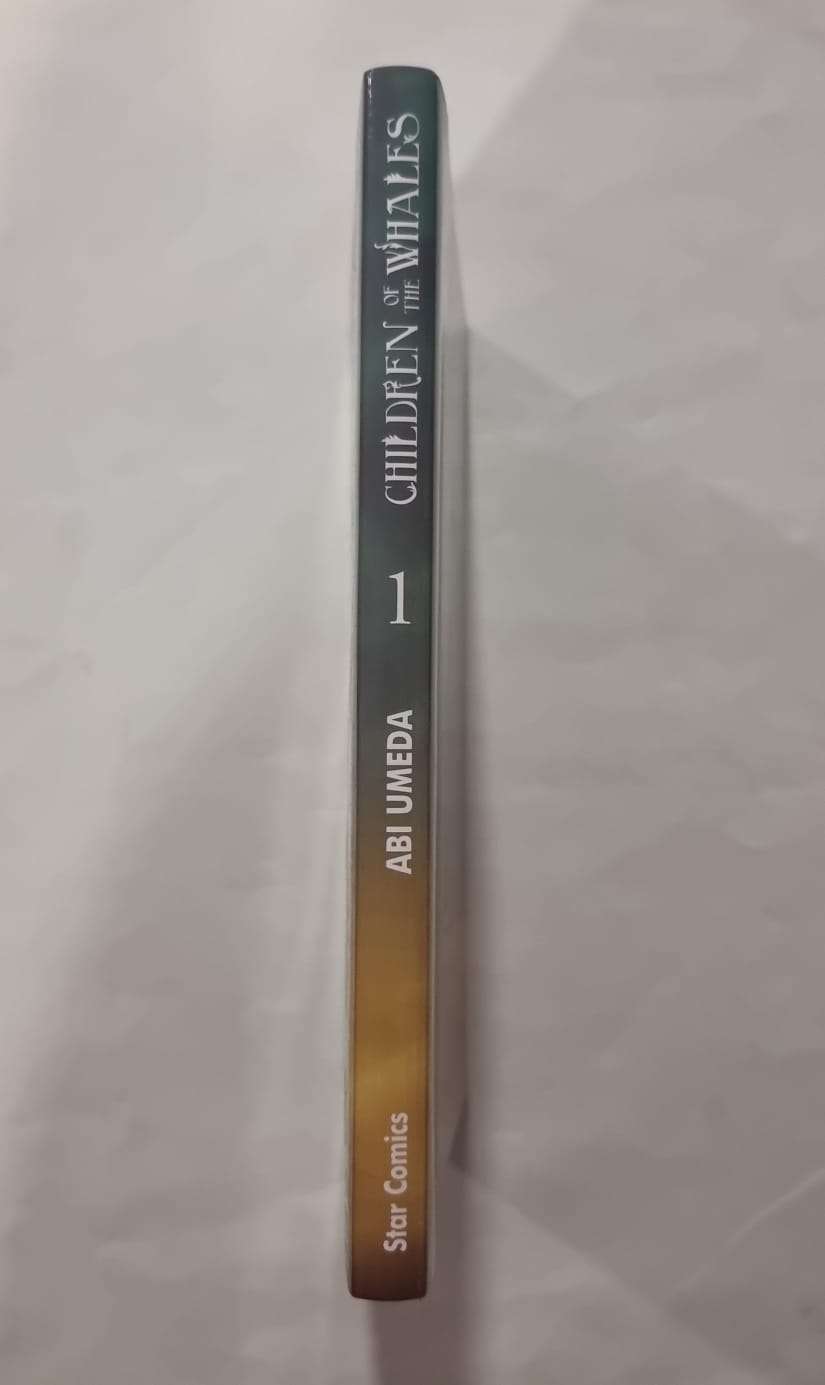 CHILDREN OF THE WHALES
1
ABI UMEDA
Star Comics